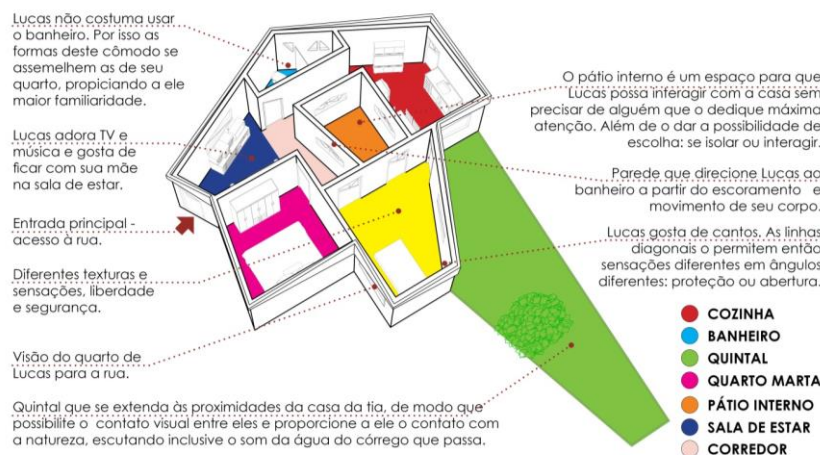 Lucas não costuma usar
o banheiro. Por isso as
formas deste cômodo se
assemelhem as de seu
quarto, propiciando a ele
maior familiaridade.
Lucas adora TV e
música e gosta de
ficar com sua mãe
na sala de estar.
Entrada principal -
acesso à rua.
Diferentes texturas e
sensações, liberdade
e segurança.
Visão do quarto de
Lucas para a rua.
Quintal que se extenda às proximidades da casa da tia, de modo que
possibilite o contato visual entre eles e proporcione a ele o contato com
a natureza, escutando inclusive o som da água do córrego que passa.
O pátio interno é um espaço para que
Lucas possa interagir com a casa sem
precisar de alguém que o dedique máxima
atenção. Além de o dar a possibilidade de
escolha: se isolar ou interagir.
Parede que direcione Lucas ao
banheiro a partir do escoramento e
movimento de seu corpo.
Lucas gosta de cantos. As linhas
diagonais o permitem então
sensações diferentes em ângulos
diferentes: proteção ou abertura.
COZINHA
BANHEIRO
QUINTAL
QUARTO MARTA
PÁTIO INTERNO
SALA DE ESTAR
CORREDOR